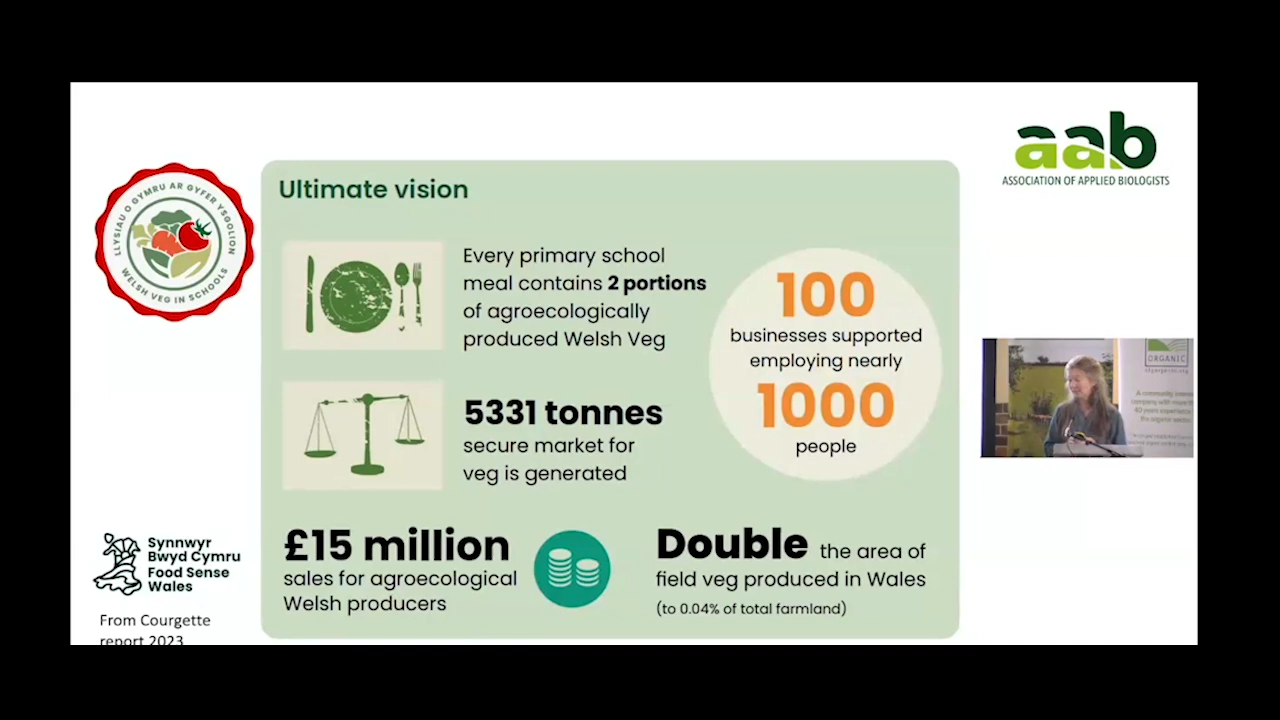 aab
ASSOCIATION OF APPLIED BIOLOGISTS
LLYSIAU O GYMRU AR GYFER YSGOLION
WELSH VEG IN SCHOOLS
Ultimate vision
Every primary school
meal contains 2 portions
of agroecologically
produced Welsh Veg
5331 tonnes
secure market for
veg is generated
100
businesses supported
employing nearly
1000
people
£15 million
sales for agroecological
Welsh producers
Double the area of
field veg produced in Wales
(to 0.04% of total farmland)
Synnwyr
Bwyd Cymru
Food Sense
Wales
From Courgette
report 2023
ORGANIC